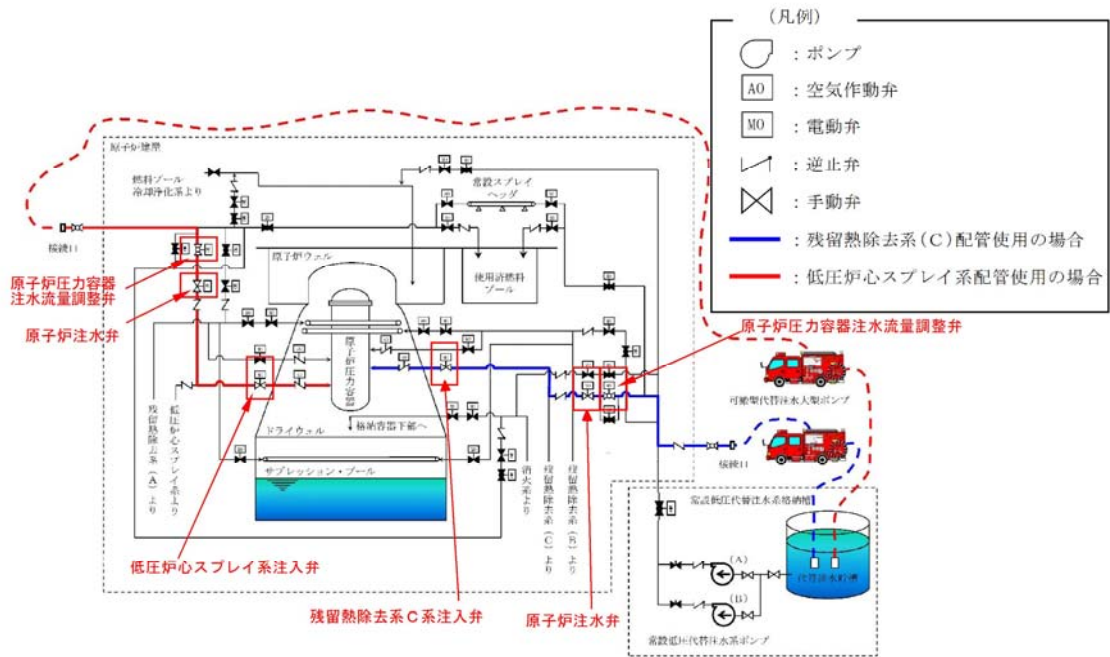 (凡例)
: ポンプ
AO : 空気作動弁
MO : 電動弁
: 逆止弁
: 手動弁
: 残留熱除去系(C)配管使用の場合
: 低圧炉心スプレイ系配管使用の場合
原子炉建屋
燃料プール
冷却浄化系より
常設スプレイ
ヘッダ
接続口
原子炉圧力容器
注水流量調整弁
原子炉注水弁
原子炉ウェル
使用済燃料
プール
原子炉圧力容器注水流量調整弁
原子炉圧力容器
可搬型代替注水大型ポンプ
ドライウェル
格納容器下部へ
サプレッション・プール
接続口
残留熱除去系(A)より
低圧炉心スプレイ系より
消火系より
残留熱除去系(C)より
残留熱除去系(B)より
常設低圧代替注水系格納槽
代替淡水貯槽
(A)
(B)
低圧炉心スプレイ系注入弁
残留熱除去系C系注入弁
原子炉注水弁
常設低圧代替注水系ポンプ